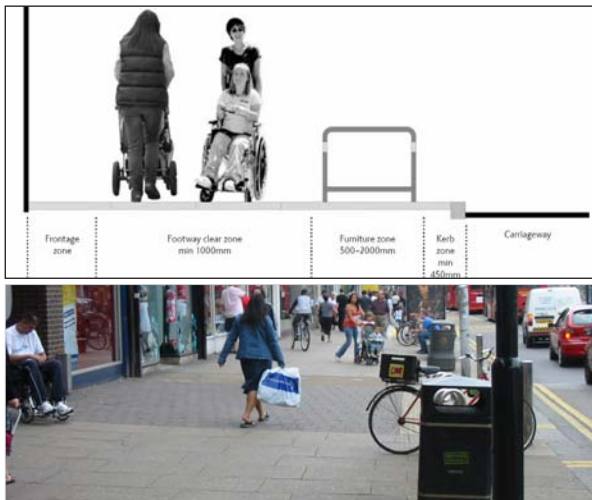 Frontage
zone
Footway clear zone
min 1000mm
Furniture zone
500-2000mm
Kerb
zone
min
450mm
Carriageway